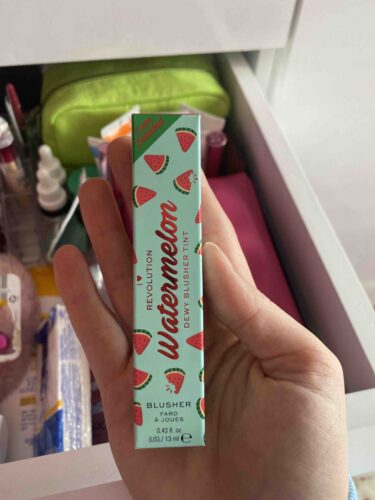 I ♥ REVOLUTION
Watermelon
DEWY BLUSHER TINT
BLUSHER
FARD
À JOUES
0.43 fl. oz.
(US) / 13 ml ℮